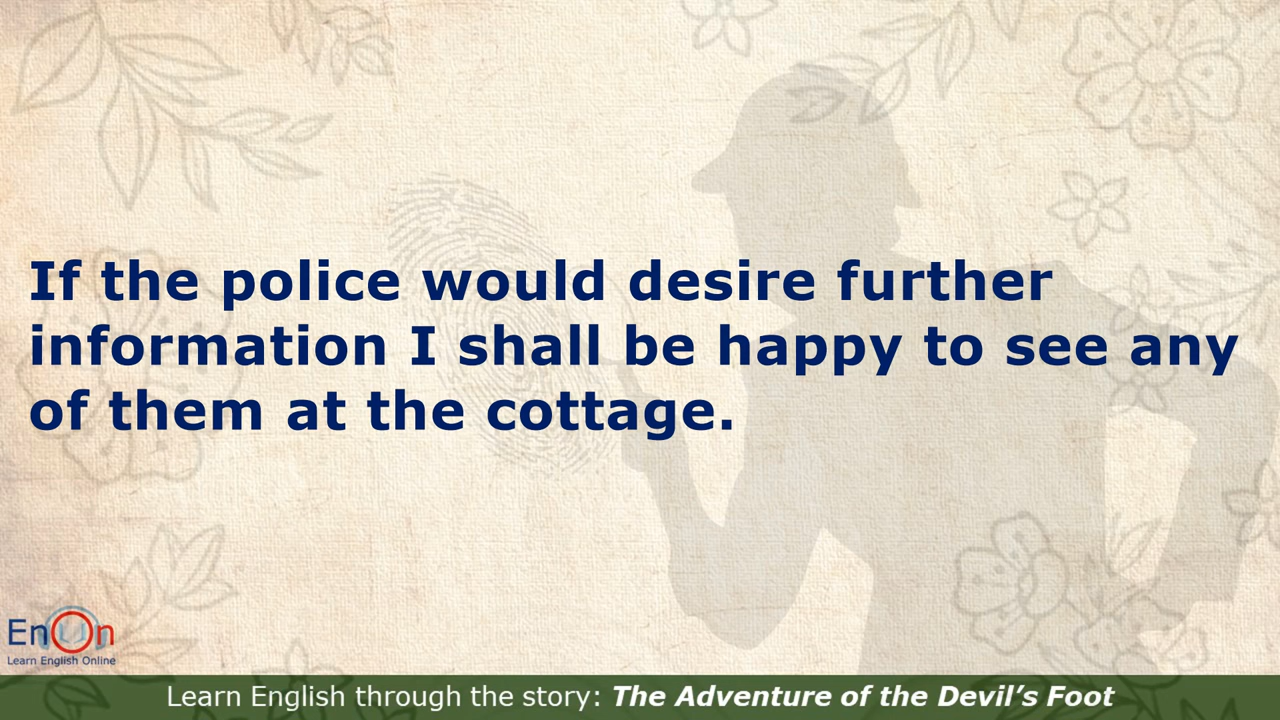 If the police would desire further
information I shall be happy to see any
of them at the cottage.
EnOn
Learn English Online
Learn English through the story: The Adventure of the Devil’s Foot